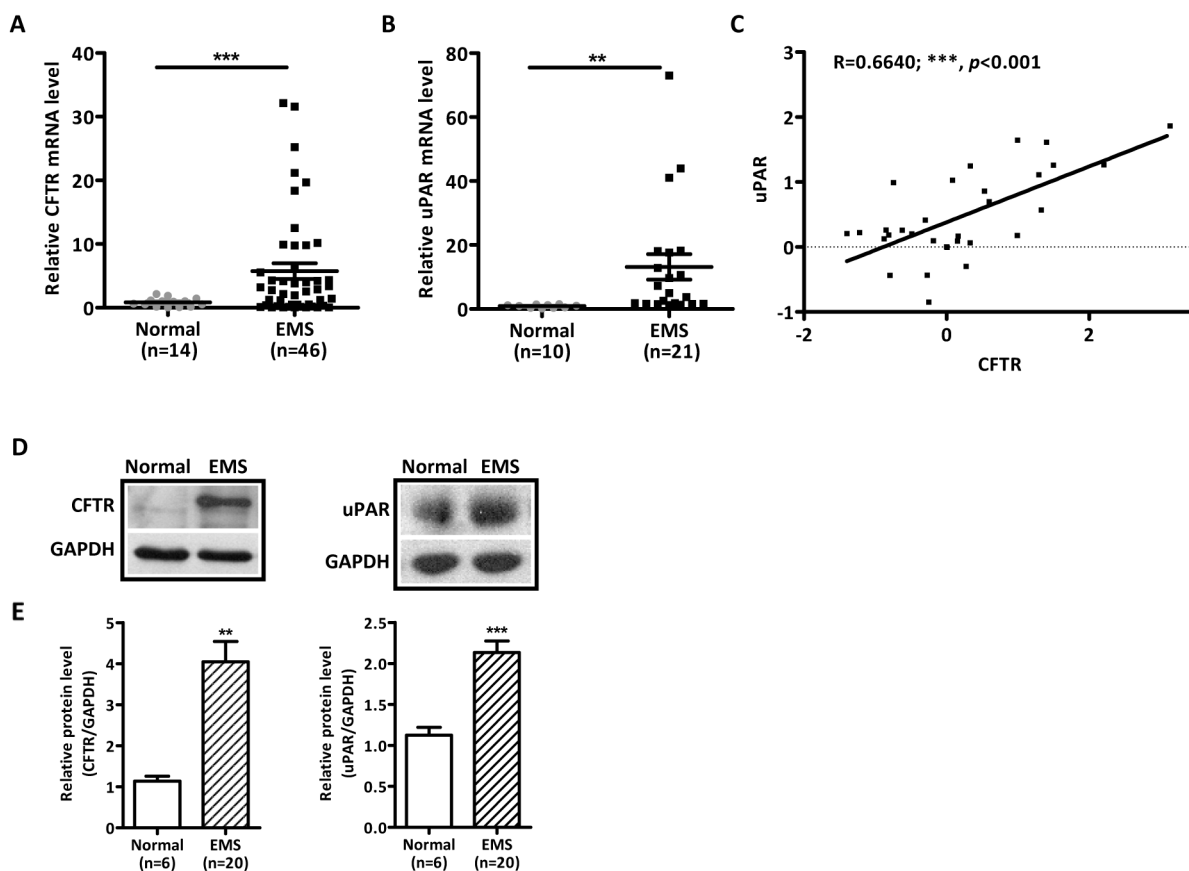 A
Relative CFTR mRNA level
40
30
20
10
0
***
Normal
(n=14)
EMS
(n=46)
B
Relative uPAR mRNA level
80
60
40
20
0
**
Normal
(n=10)
EMS
(n=21)
C
R=0.6640; ***, p<0.001
uPAR
3
2
1
0
-1
-2
0
2
CFTR
D
Normal EMS
CFTR
GAPDH
Normal EMS
uPAR
GAPDH
E
Relative protein level
(CFTR/GAPDH)
5
4
3
2
1
0
**
Normal
(n=6)
EMS
(n=20)
Relative protein level
(uPAR/GAPDH)
2.5
2.0
1.5
1.0
0.5
0.0
***
Normal
(n=6)
EMS
(n=20)